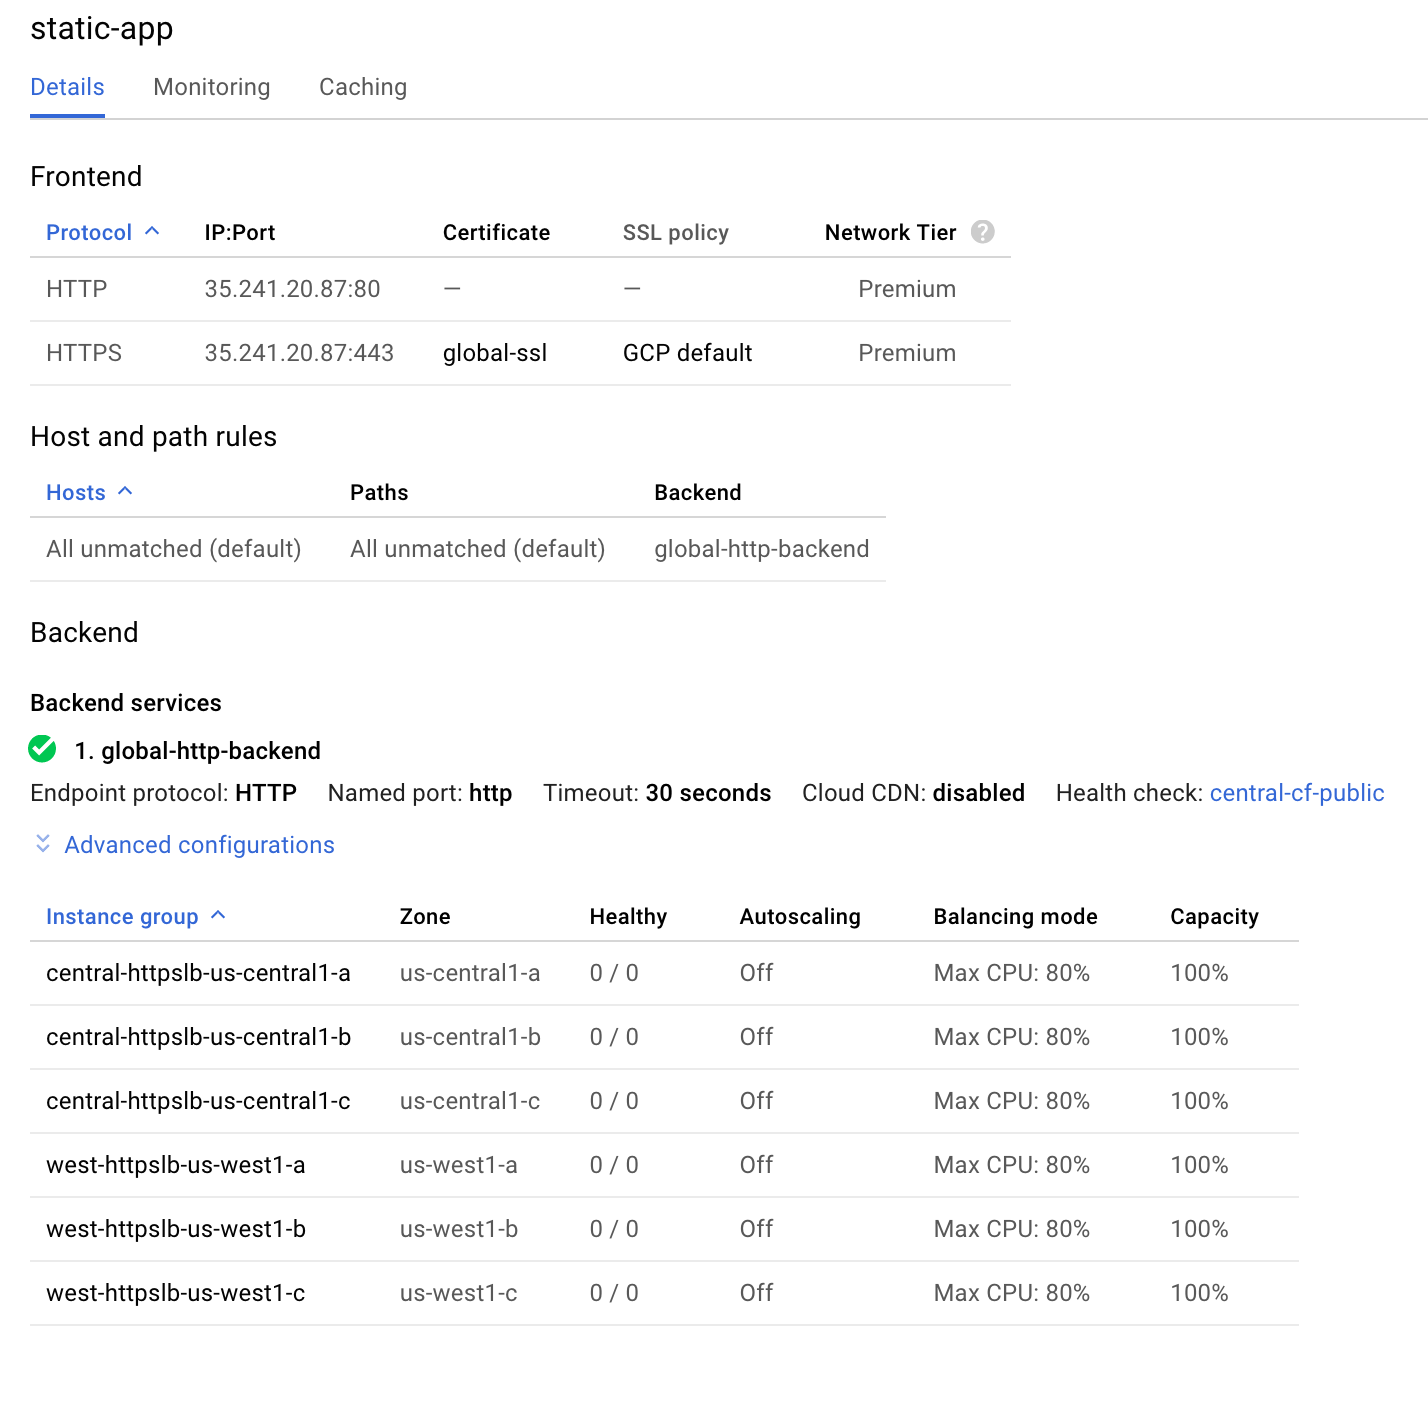 static-app
Details Monitoring Caching
Frontend
Protocol IP:Port Certificate SSL policy Network Tier ?
HTTP 35.241.20.87:80 — — Premium
HTTPS 35.241.20.87:443 global-ssl GCP default Premium
Host and path rules
Hosts Paths Backend
All unmatched (default) All unmatched (default) global-http-backend
Backend
Backend services
1. global-http-backend
Endpoint protocol: HTTP Named port: http Timeout: 30 seconds Cloud CDN: disabled Health check: central-cf-public
Advanced configurations
Instance group Zone Healthy Autoscaling Balancing mode Capacity
central-httpslb-us-central1-a us-central1-a 0 / 0 Off Max CPU: 80% 100%
central-httpslb-us-central1-b us-central1-b 0 / 0 Off Max CPU: 80% 100%
central-httpslb-us-central1-c us-central1-c 0 / 0 Off Max CPU: 80% 100%
west-httpslb-us-west1-a us-west1-a 0 / 0 Off Max CPU: 80% 100%
west-httpslb-us-west1-b us-west1-b 0 / 0 Off Max CPU: 80% 100%
west-httpslb-us-west1-c us-west1-c 0 / 0 Off Max CPU: 80% 100%